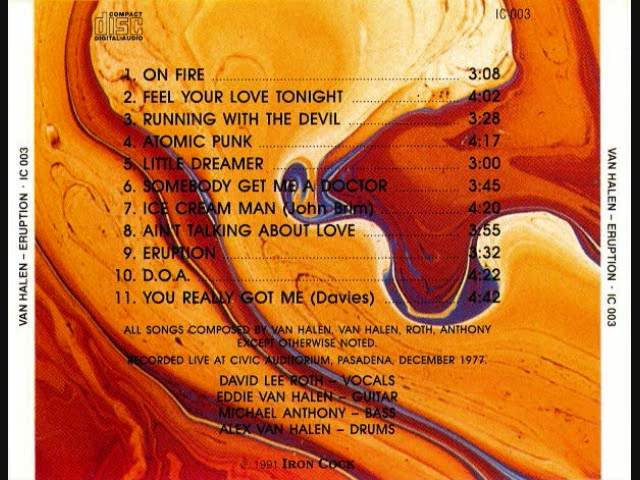 COMPACT
disc
DIGITAL AUDIO
IC 003
1. ON FIRE 3:08
2. FEEL YOUR LOVE TONIGHT 4:02
3. RUNNING WITH THE DEVIL 3:28
4. ATOMIC PUNK 4:17
5. LITTLE DREAMER 3:00
6. SOMEBODY GET ME A DOCTOR 3:45
7. ICE CREAM MAN (John Brim) 4:20
8. AIN'T TALKING ABOUT LOVE 3:55
9. ERUPTION 3:32
10. D.O.A. 4:22
11. YOU REALLY GOT ME (Davies) 4:42
ALL SONGS COMPOSED BY VAN HALEN, VAN HALEN, ROTH, ANTHONY
EXCEPT OTHERWISE NOTED.
RECORDED LIVE AT CIVIC AUDITORIUM, PASADENA, DECEMBER 1977.
DAVID LEE ROTH – VOCALS
EDDIE VAN HALEN – GUITAR
MICHAEL ANTHONY – BASS
ALEX VAN HALEN – DRUMS
℗ 1991 IRON COCK
VAN HALEN – ERUPTION · IC 003
VAN HALEN – ERUPTION · IC 003